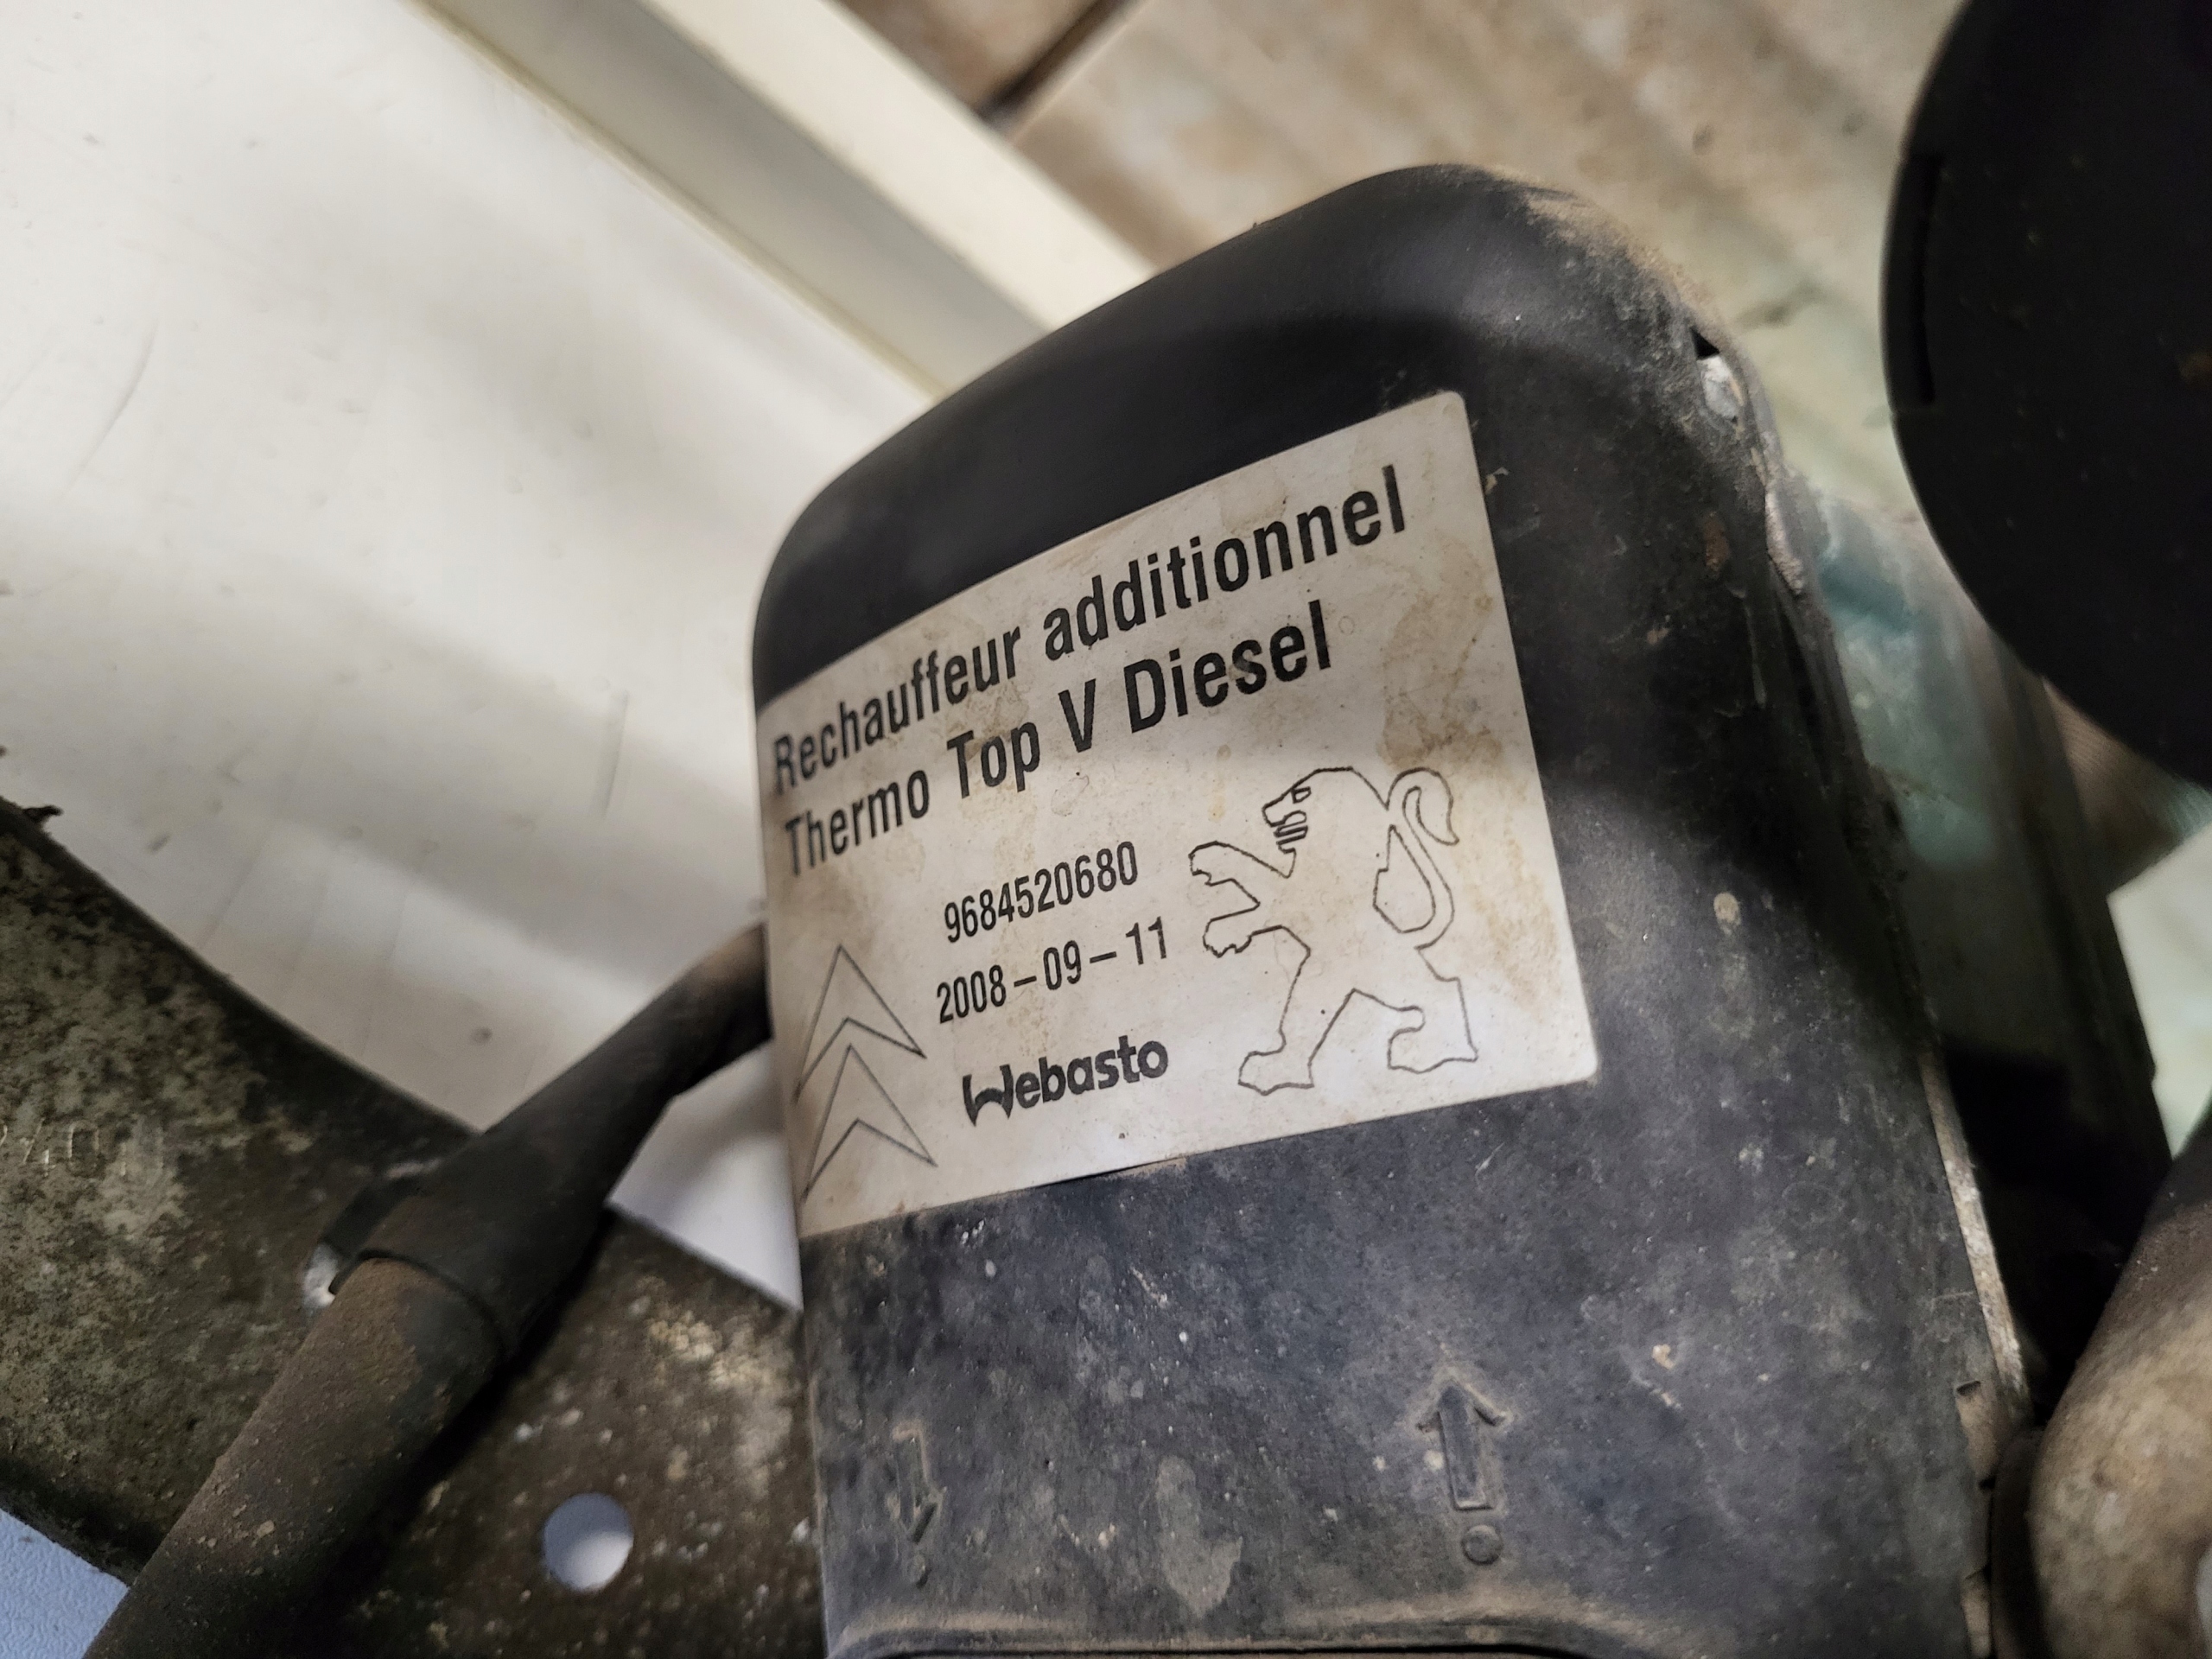 Rechauffeur additionnel
Thermo Top V Diesel
9684520680
2008-09-11
Webasto